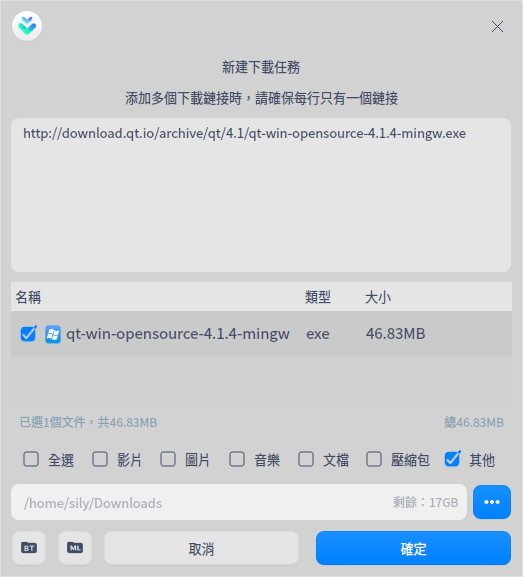 新建下載任務
添加多個下載鏈接時，請確保每行只有一個鏈接
http://download.qt.io/archive/qt/4.1/qt-win-opensource-4.1.4-mingw.exe
名稱 類型 大小
qt-win-opensource-4.1.4-mingw exe 46.83MB
已選1個文件，共46.83MB 總46.83MB
全選 影片 圖片 音樂 文檔 壓縮包 其他
/home/sily/Downloads 剩餘：17GB
BT ML 取消 確定